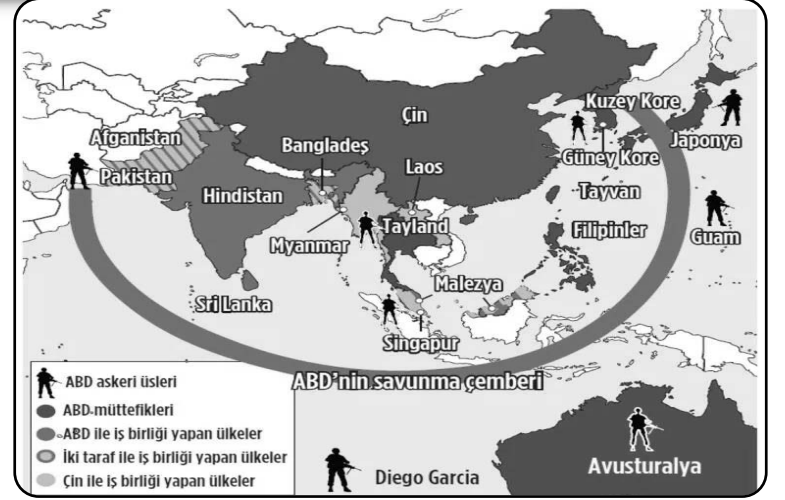 Kuzey Kore
Çin
Afganistan
Bangladeş
Japonya
Güney Kore
Laos
Pakistan
Hindistan
Tayvan
Tayland
Filipinler
Guam
Myanmar
Malezya
Sri Lanka
Singapur
ABD'nin savunma çemberi
ABD askeri üsleri
ABD müttefikleri
ABD ile iş birliği yapan ülkeler
İki taraf ile iş birliği yapan ülkeler
Çin ile iş birliği yapan ülkeler
Diego Garcia
Avusturalya